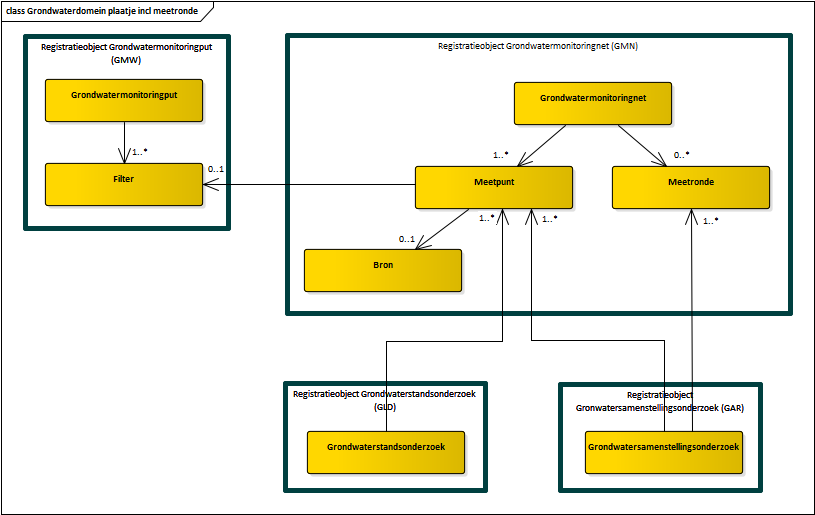 class Grondwaterdomein plaatje incl meetronde
Registratieobject Grondwatermonitoringput
(GMW)
Grondwatermonitoringput
1..*
Filter
0..1
Registratieobject Grondwatermonitoringnet (GMN)
Grondwatermonitoringnet
1..*
0..*
Meetpunt
Meetronde
1..*
1..*
1..*
0..1
Bron
Registratieobject Grondwaterstandsonderzoek
(GLD)
Grondwaterstandsonderzoek
Registratieobject
Gronwatersamenstellingsonderzoek (GAR)
Grondwatersamenstellingsonderzoek